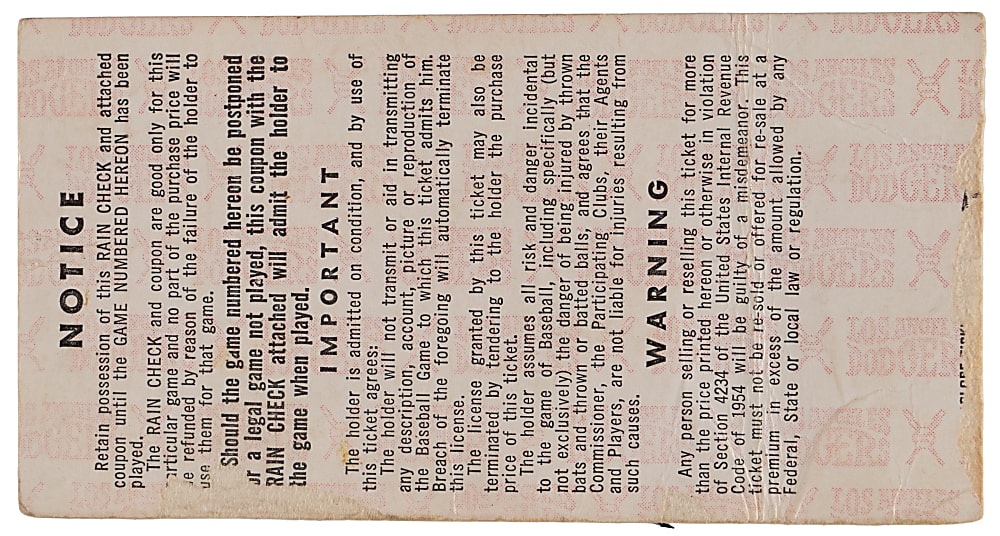 NOTICE
Retain possession of this RAIN CHECK and attached
coupon until the GAME NUMBERED HEREON has been
played.
The RAIN CHECK and coupon are good only for this
rticular game and no part of the purchase price will
e refunded by reason of the failure of the holder to
use them for that game.
Should the game numbered hereon be postponed
or a legal game not played, this coupon with the
RAIN CHECK attached will admit the holder to
the game when played.
IMPORTANT
The holder is admitted on condition, and by use of
this ticket agrees:
The holder will not transmit or aid in transmitting
any description, account, picture or reproduction of
the Baseball Game to which this ticket admits him.
Breach of the foregoing will automatically terminate
this license.
The license granted by this ticket may also be
terminated by tendering to the holder the purchase
price of this ticket.
The holder assumes all risk and danger incidental
to the game of Baseball, including specifically (but
not exclusively) the danger of being injured by thrown
bats and thrown or batted balls, and agrees that the
Commissioner, the Participating Clubs, their Agents
and Players, are not liable for injuries resulting from
such causes.
WARNING
Any person selling or reselling this ticket for more
than the price printed hereon or otherwise in violation
of Section 4234 of the United States Internal Revenue
Code of 1954 will be guilty of a misdemeanor. This
ticket must not be re-sold or offered for re-sale at a
premium in excess of the amount allowed by any
Federal, State or local law or regulation.
LOS ANGELES
DODGERS